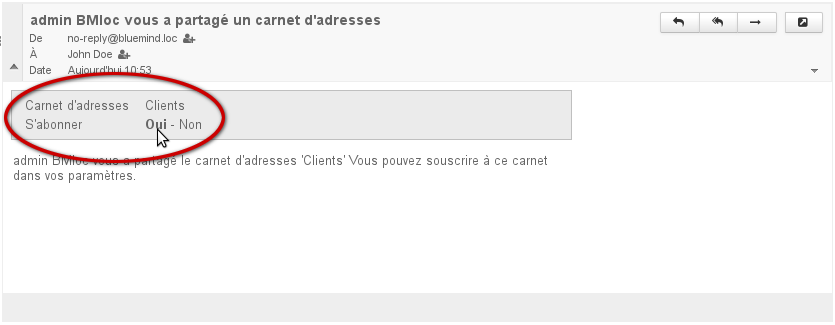 admin BMloc vous a partagé un carnet d'adresses
De no-reply@bluemind.loc
À John Doe
Date Aujourd'hui 10:53
Carnet d'adresses Clients
S'abonner Oui - Non
admin BMloc vous a partagé le carnet d'adresses 'Clients' Vous pouvez souscrire à ce carnet
dans vos paramètres.